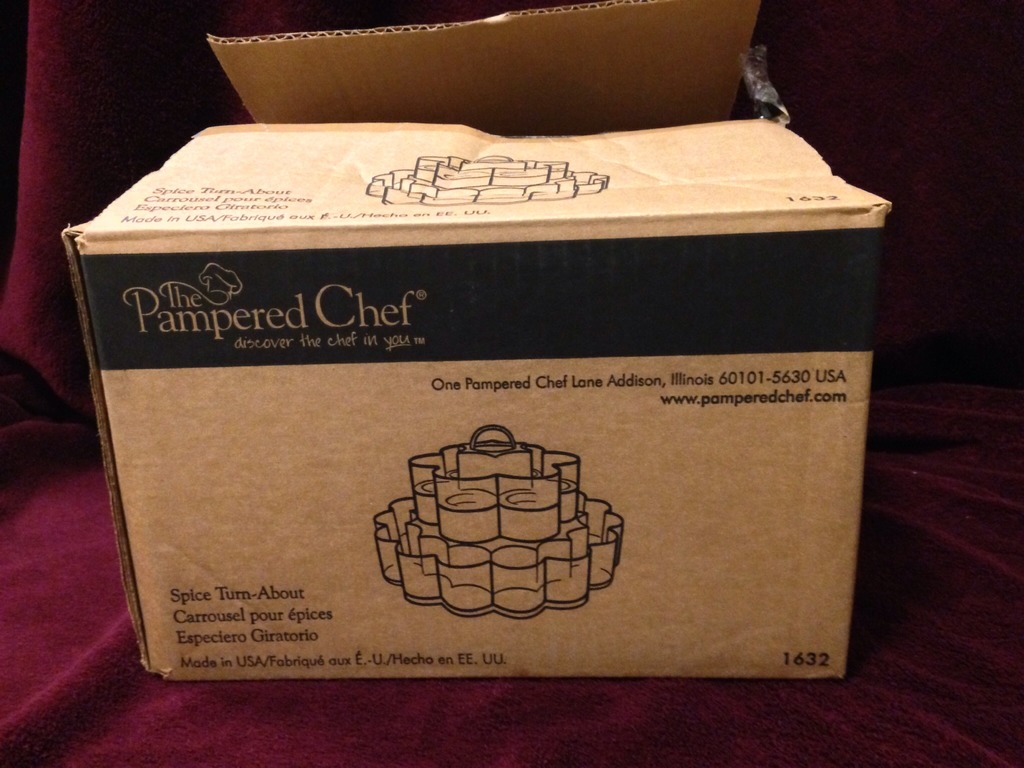 Spice Turn-About
Carrousel pour épices
Especiero Giratorio
Made in USA/Fabriqué aux É.-U./Hecho en EE. UU.
1632
The
Pampered Chef®
discover the chef in you™
One Pampered Chef Lane Addison, Illinois 60101-5630 USA
www.pamperedchef.com
Spice Turn-About
Carrousel pour épices
Especiero Giratorio
Made in USA/Fabriqué aux É.-U./Hecho en EE. UU.
1632